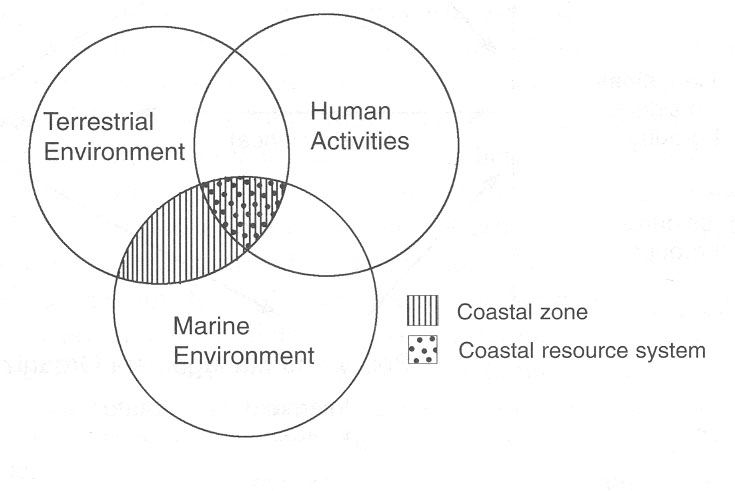 Terrestrial
Environment
Human
Activities
Marine
Environment
Coastal zone
Coastal resource system